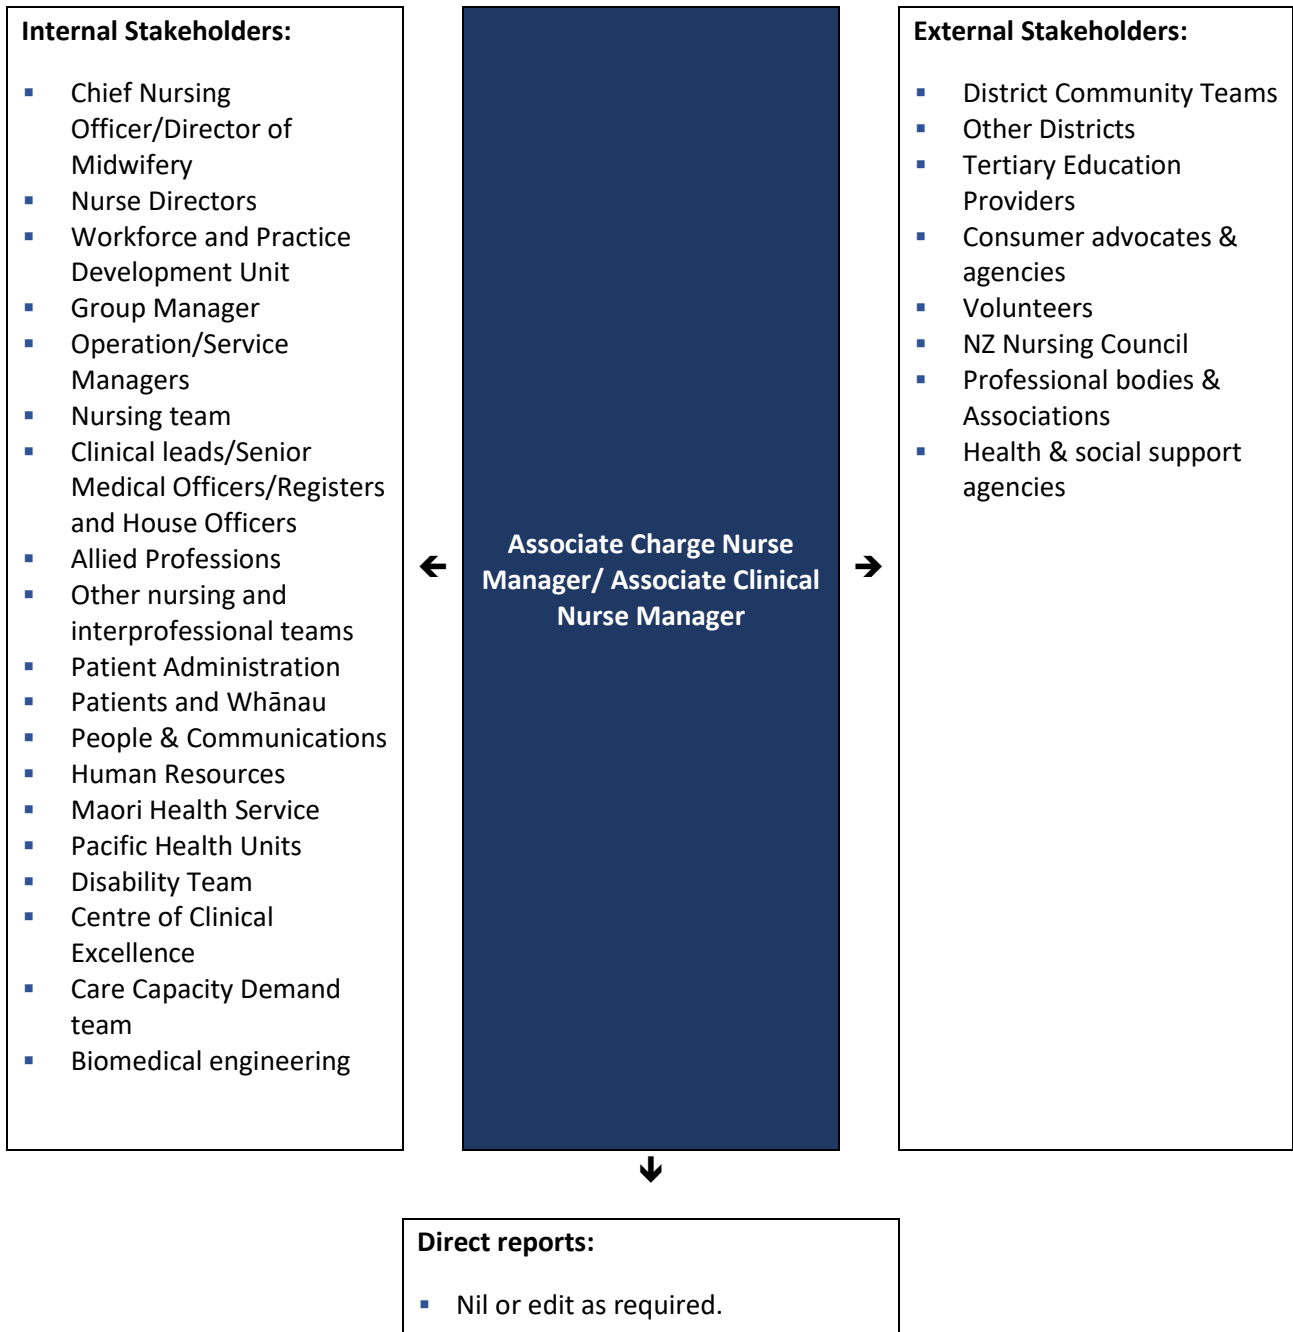 Internal Stakeholders:
▪ Chief Nursing
Officer/Director of
Midwifery
▪ Nurse Directors
▪ Workforce and Practice
Development Unit
▪ Group Manager
▪ Operation/Service
Managers
▪ Nursing team
▪ Clinical leads/Senior
Medical Officers/Registers
and House Officers
▪ Allied Professions
▪ Other nursing and
interprofessional teams
▪ Patient Administration
▪ Patients and Whānau
▪ People & Communications
▪ Human Resources
▪ Maori Health Service
▪ Pacific Health Units
▪ Disability Team
▪ Centre of Clinical
Excellence
▪ Care Capacity Demand
team
▪ Biomedical engineering
Associate Charge Nurse
Manager/ Associate Clinical
Nurse Manager
External Stakeholders:
▪ District Community Teams
▪ Other Districts
▪ Tertiary Education
Providers
▪ Consumer advocates &
agencies
▪ Volunteers
▪ NZ Nursing Council
▪ Professional bodies &
Associations
▪ Health & social support
agencies
Direct reports:
▪ Nil or edit as required.